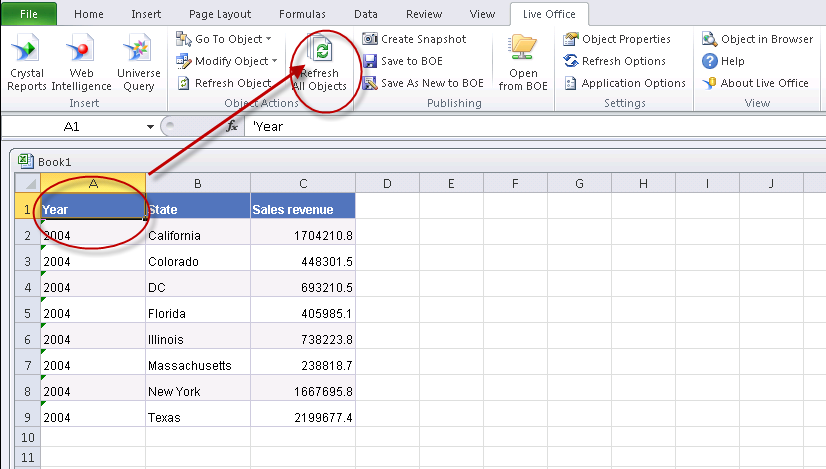 File Home Insert Page Layout Formulas Data Review View Live Office
Crystal Reports
Web Intelligence
Universe Query
Insert
Go To Object
Modify Object
Refresh Object
Refresh All Objects
Object Actions
Create Snapshot
Save to BOE
Save As New to BOE
Open from BOE
Publishing
Object Properties
Refresh Options
Application Options
Settings
Object in Browser
Help
About Live Office
View
A1 fx 'Year
Book1
A B C D E F G H I J
1 Year State Sales revenue
2 2004 California 1704210.8
3 2004 Colorado 448301.5
4 2004 DC 693210.5
5 2004 Florida 405985.1
6 2004 Illinois 738223.8
7 2004 Massachusetts 238818.7
8 2004 New York 1667695.8
9 2004 Texas 2199677.4
10
11